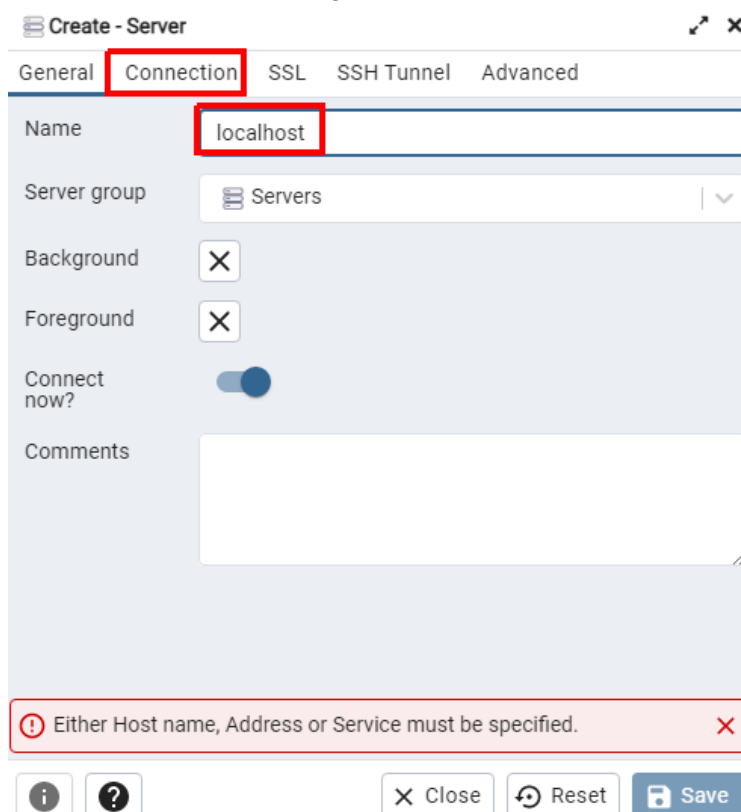 Create - Server
General Connection SSL SSH Tunnel Advanced
Name localhost
Server group Servers
Background
Foreground
Connect
now?
Comments
Either Host name, Address or Service must be specified.
Close Reset Save